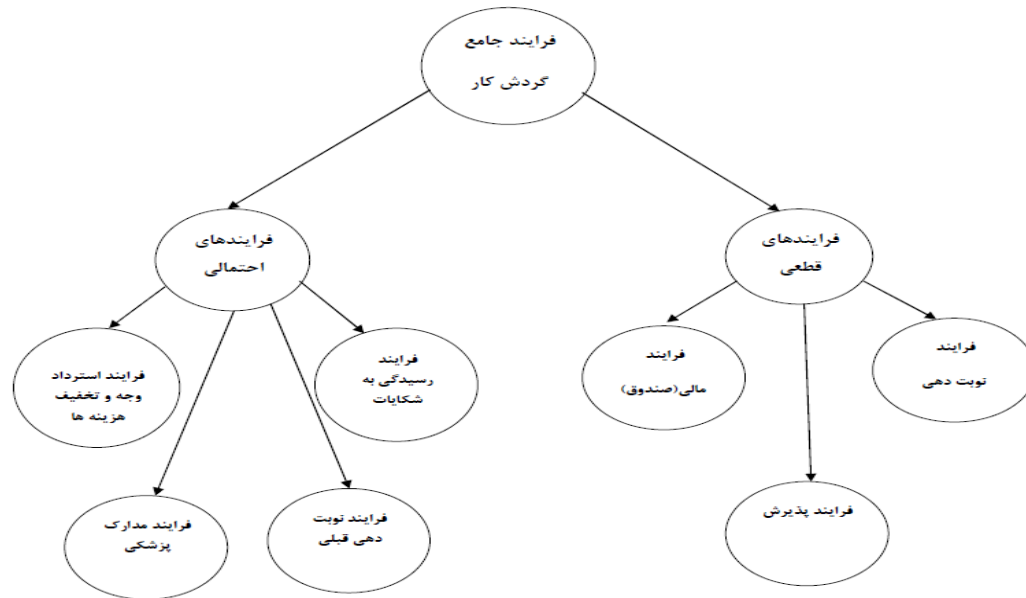 فرایند جامع
گردش کار
فرایندهای
قطعی
فرایندهای
احتمالی
فرایند
نوبت دهی
فرایند
مالی(صندوق)
فرایند پذیرش
فرایند
رسیدگی به
شکایات
فرایند استرداد
وجه و تخفیف
هزینه ها
فرایند نوبت
دهی قبلی
فرایند مدارک
پزشکی